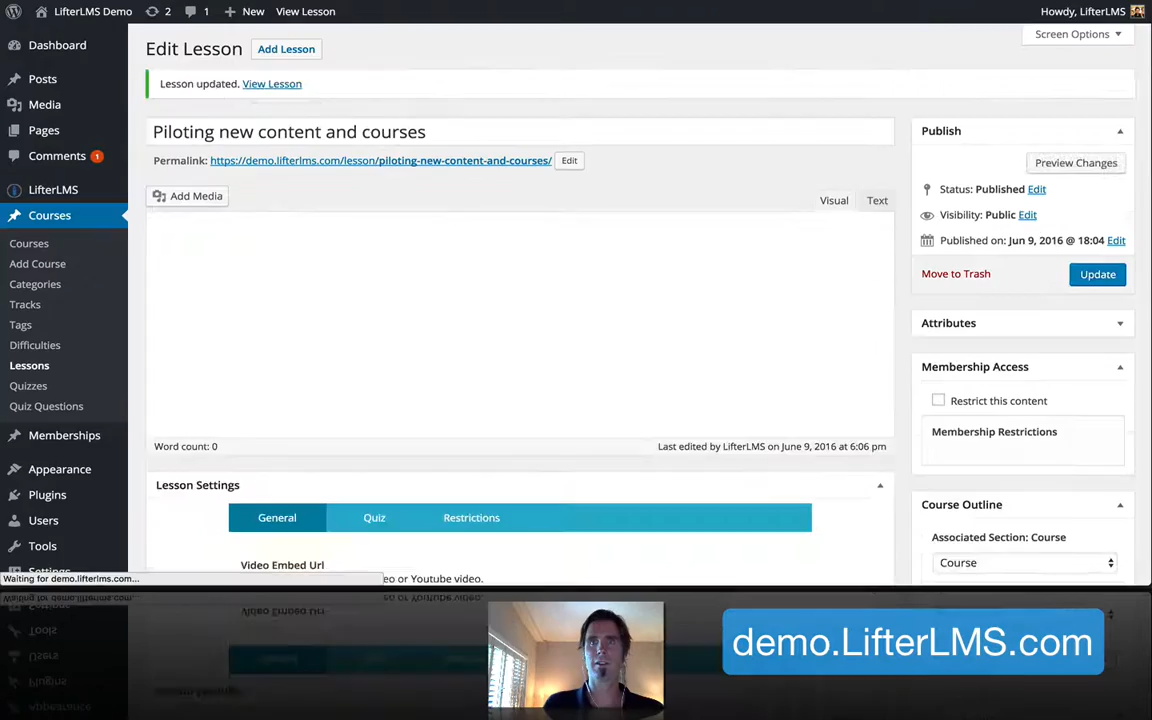 LifterLMS Demo 2 1 New View Lesson Howdy, LifterLMS
Screen Options
Dashboard
Posts
Media
Pages
Comments 1
LifterLMS
Courses
Courses
Add Course
Categories
Tracks
Tags
Difficulties
Lessons
Quizzes
Quiz Questions
Memberships
Appearance
Plugins
Users
Tools
Settings
Edit Lesson Add Lesson
Lesson updated. View Lesson
Piloting new content and courses
Permalink: https://demo.lifterlms.com/lesson/piloting-new-content-and-courses/ Edit
Add Media
Visual Text
Word count: 0
Last edited by LifterLMS on June 9, 2016 at 6:06 pm
Lesson Settings
General Quiz Restrictions
Video Embed Url
eo or Youtube video.
Publish
Preview Changes
Status: Published Edit
Visibility: Public Edit
Published on: Jun 9, 2016 @ 18:04 Edit
Move to Trash Update
Attributes
Membership Access
Restrict this content
Membership Restrictions
Course Outline
Associated Section: Course
Course
Waiting for demo.lifterlms.com...
demo.LifterLMS.com